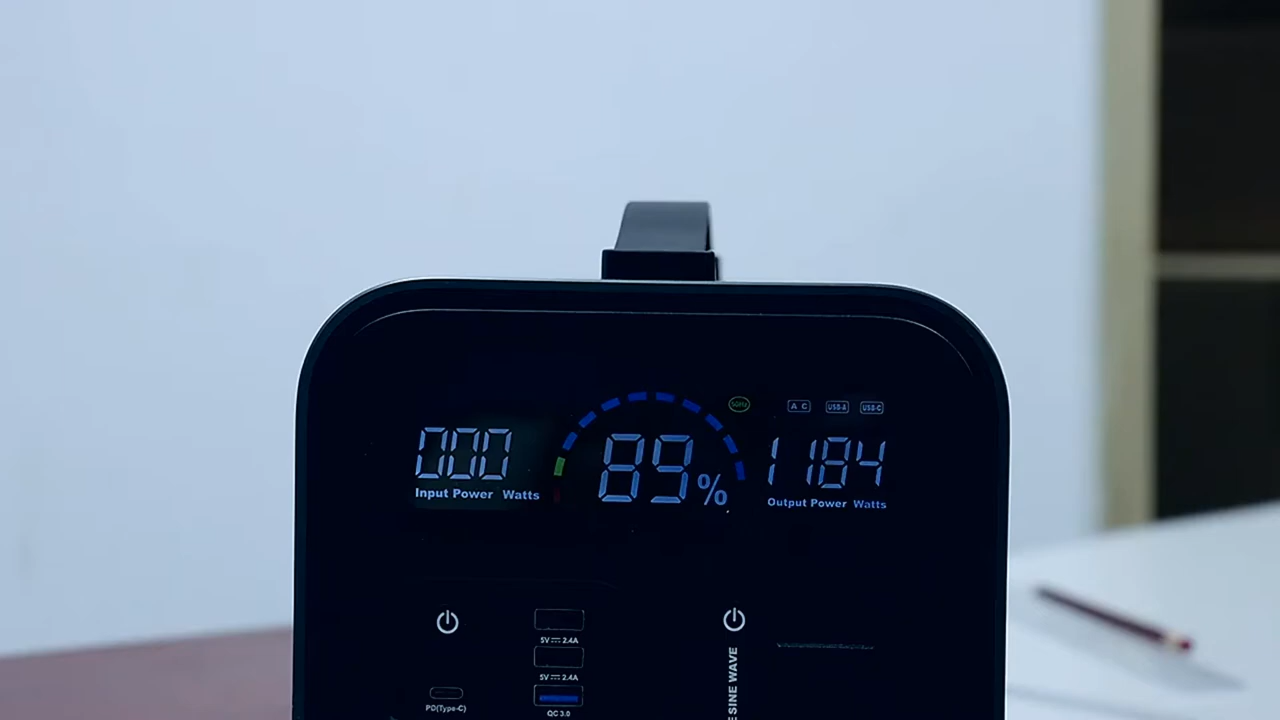 50Hz
A C
USB-A
USB-C
000
Input Power Watts
89%
1184
Output Power Watts
5V⎓2.4A
5V⎓2.4A
PD(Type-C)
QC 3.0
SINE WAVE